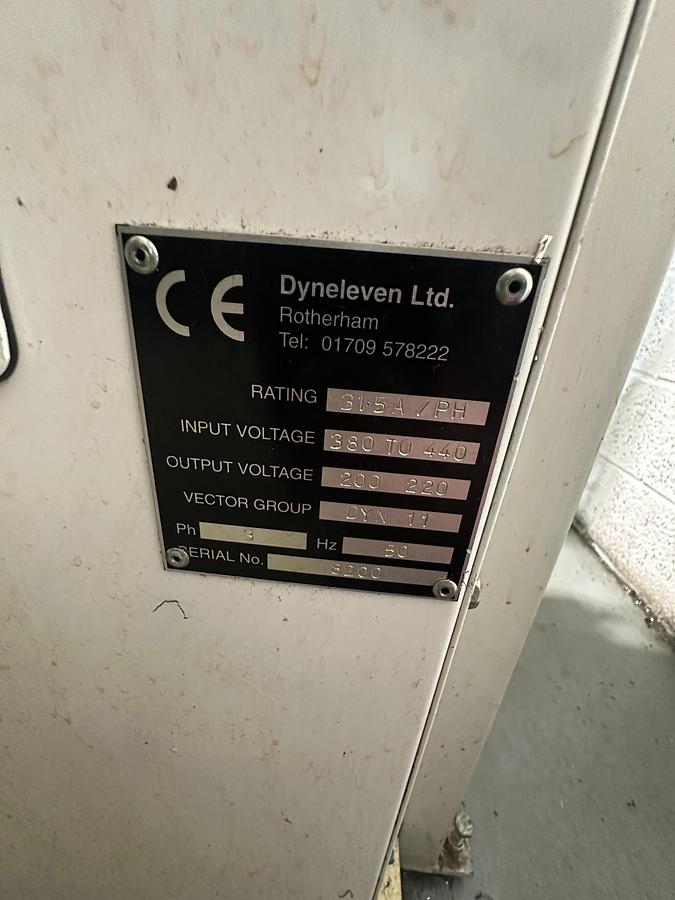 CE Dyneleven Ltd.
Rotherham
Tel: 01709 578222
RATING 31·5 A / PH
INPUT VOLTAGE 380 TO 440
OUTPUT VOLTAGE 200 220
VECTOR GROUP DYN 11
Ph 3 Hz 50
SERIAL No. 3200